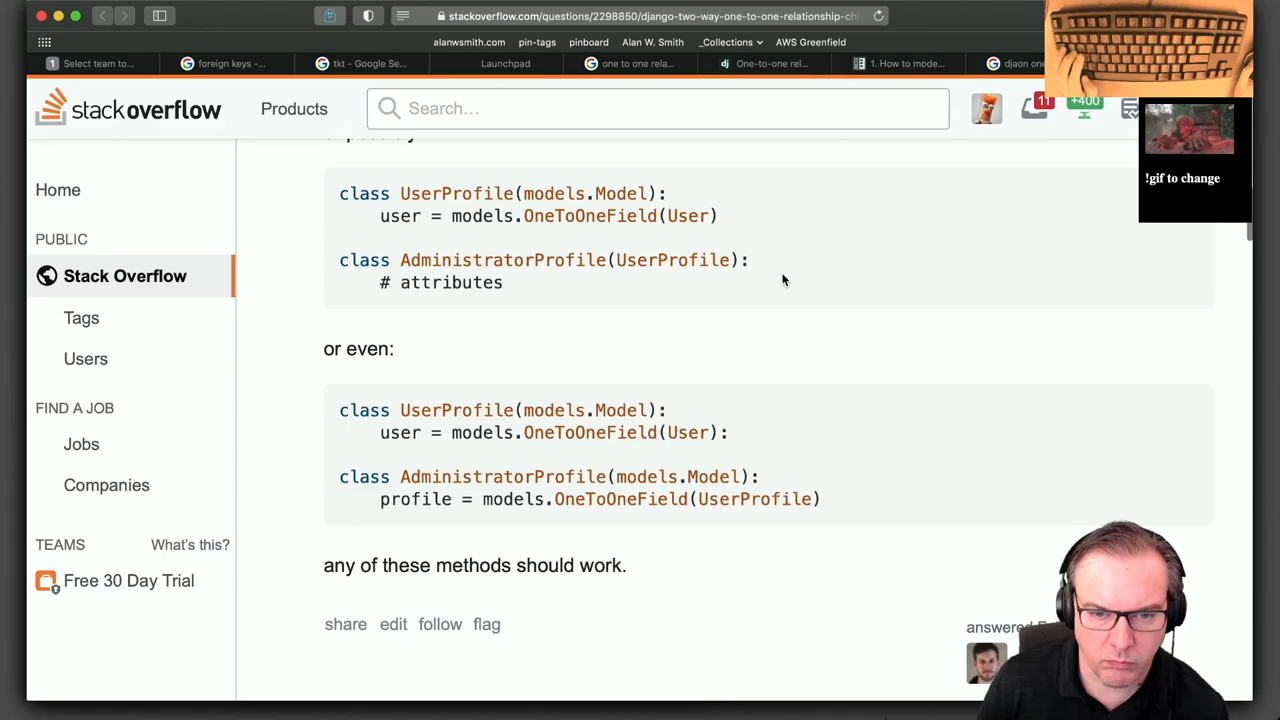 stackoverflow.com/questions/2298850/django-two-way-one-to-one-relationship-ch
alanwsmith.com pin-tags pinboard Alan W. Smith _Collections AWS Greenfield
1 Select team to... foreign keys -... tkt - Google Se... Launchpad one to one rela... dj One-to-one rel... 1. How to mode... djaon on
stackoverflow Products Search... 11 +400
!gif to change
Home
PUBLIC
Stack Overflow
Tags
Users
FIND A JOB
Jobs
Companies
TEAMS What's this?
Free 30 Day Trial
class UserProfile(models.Model):
user = models.OneToOneField(User)
class AdministratorProfile(UserProfile):
# attributes
or even:
class UserProfile(models.Model):
user = models.OneToOneField(User):
class AdministratorProfile(models.Model):
profile = models.OneToOneField(UserProfile)
any of these methods should work.
share edit follow flag
answered